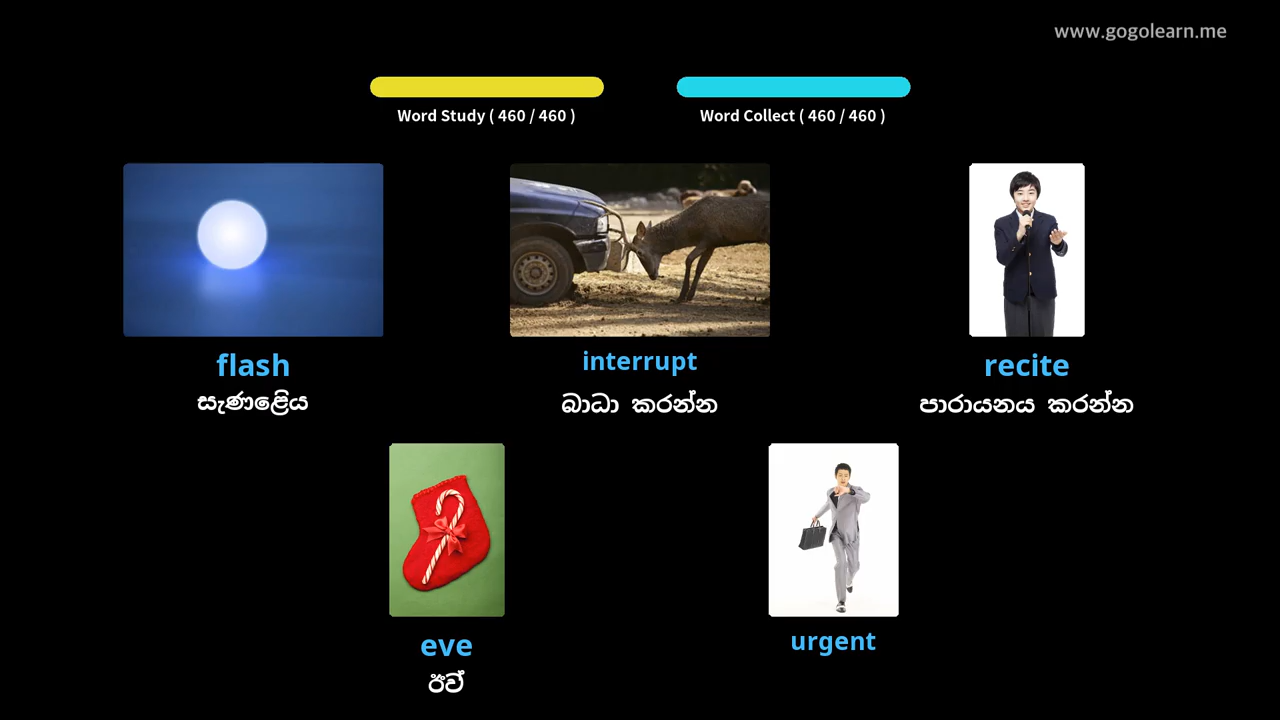 www.gogolearn.me
Word Study ( 460 / 460 )
Word Collect ( 460 / 460 )
flash
සැණළෙිය
interrupt
බාධා කරන්න
recite
පාරායනය කරන්න
eve
ඊව්
urgent